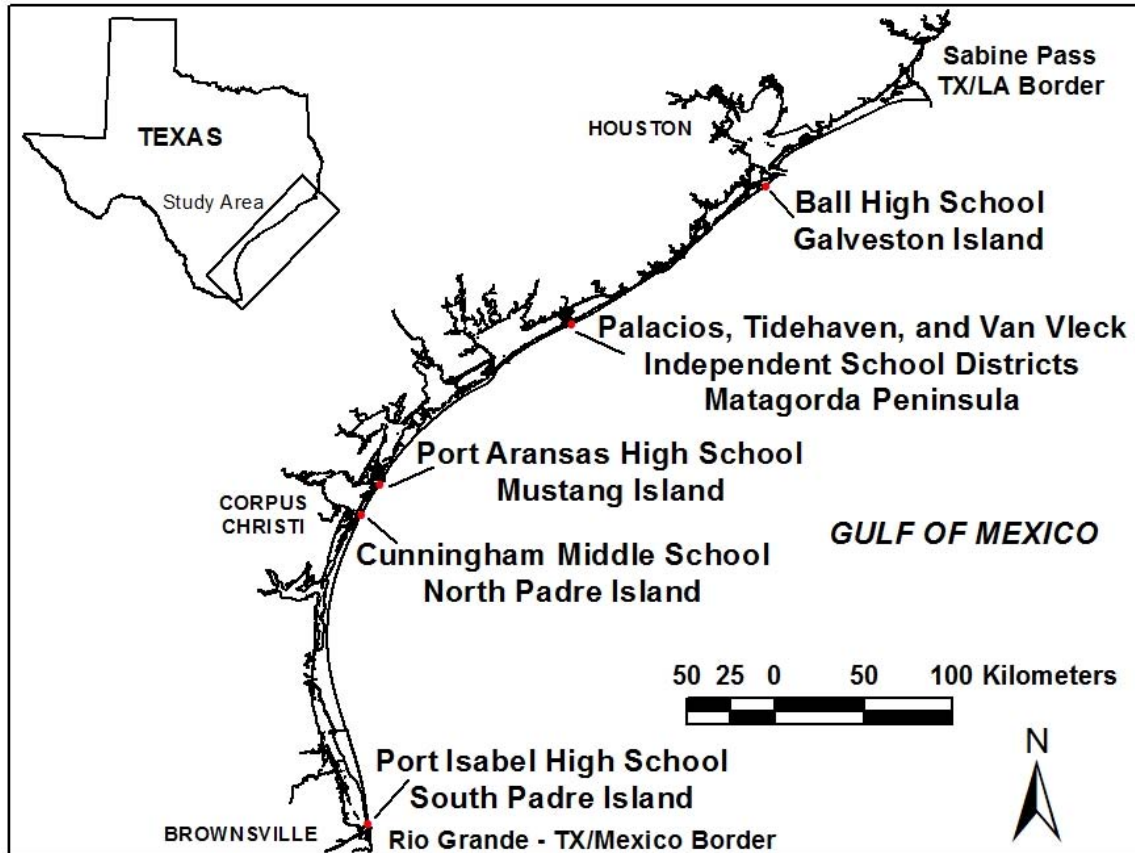 TEXAS
Study Area
Sabine Pass
TX/LA Border
HOUSTON
Ball High School
Galveston Island
Palacios, Tidehaven, and Van Vleck
Independent School Districts
Matagorda Peninsula
Port Aransas High School
Mustang Island
CORPUS
CHRISTI
Cunningham Middle School
North Padre Island
GULF OF MEXICO
50 25 0 50 100 Kilometers
N
Port Isabel High School
South Padre Island
BROWNSVILLE
Rio Grande - TX/Mexico Border